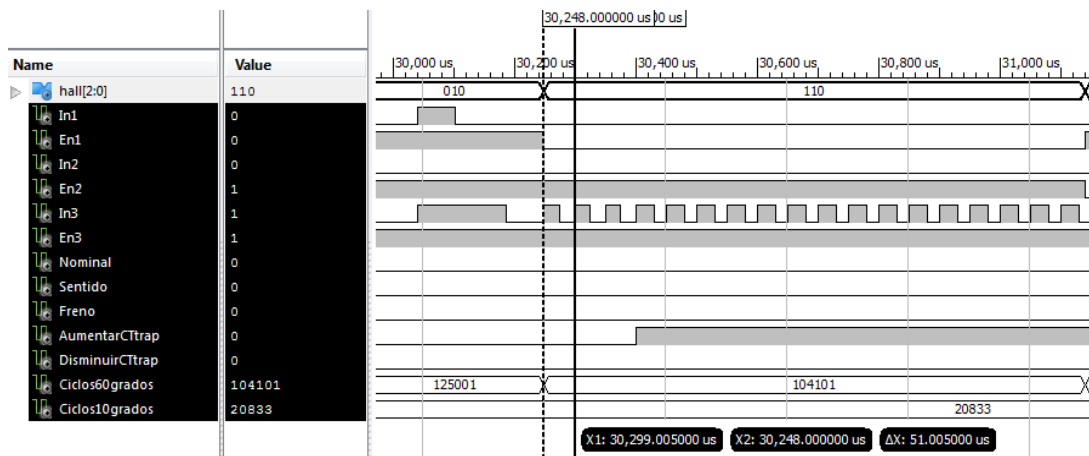 30,248.000000 us 00 us
Name Value
30,000 us 30,200 us 30,400 us 30,600 us 30,800 us 31,000 us
hall[2:0] 110 010 110
In1 0
En1 0
In2 0
En2 1
In3 1
En3 1
Nominal 0
Sentido 0
Freno 0
AumentarCTtrap 0
DisminuirCTtrap 0
Ciclos60grados 104101 125001 104101
Ciclos10grados 20833 20833
X1: 30,299.005000 us X2: 30,248.000000 us ΔX: 51.005000 us